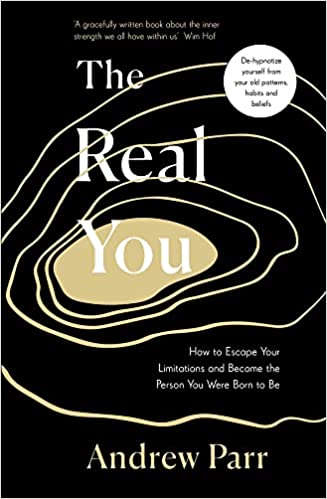 'A gracefully written book about the inner
strength we all have within us' Wim Hof
The
Real
You
De-hypnotize
yourself from
your old patterns,
habits and
beliefs
How to Escape Your
Limitations and Become the
Person You Were Born to Be
Andrew Parr